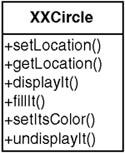 XXCircle
+setLocation()
+getLocation()
+displayIt()
+fillIt()
+setItsColor()
+undisplayIt()